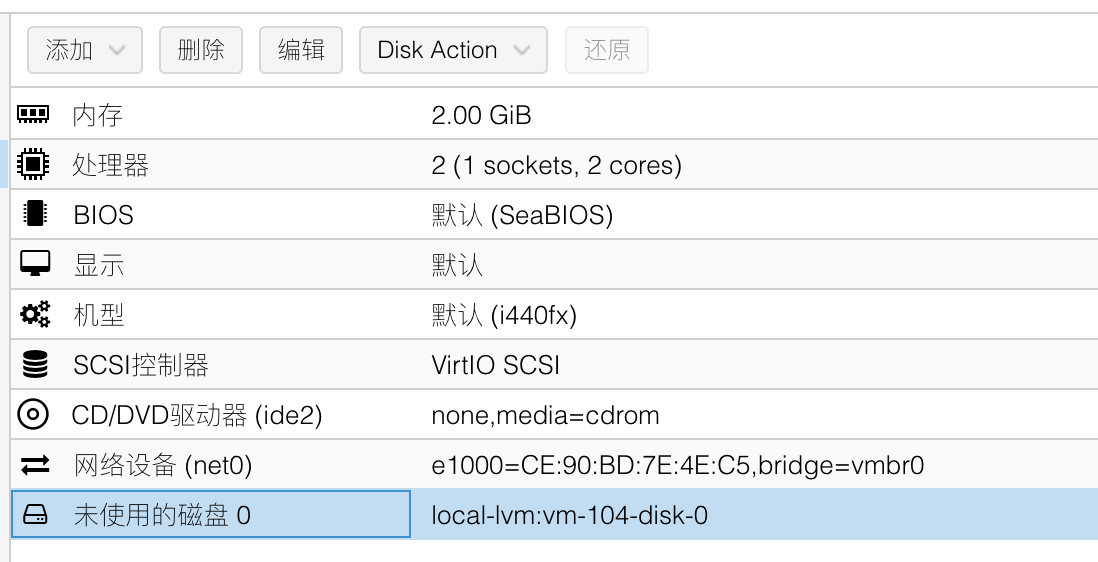 添加 删除 编辑 Disk Action 还原
内存 2.00 GiB
处理器 2 (1 sockets, 2 cores)
BIOS 默认 (SeaBIOS)
显示 默认
机型 默认 (i440fx)
SCSI控制器 VirtIO SCSI
CD/DVD驱动器 (ide2) none,media=cdrom
网络设备 (net0) e1000=CE:90:BD:7E:4E:C5,bridge=vmbr0
未使用的磁盘 0 local-lvm:vm-104-disk-0